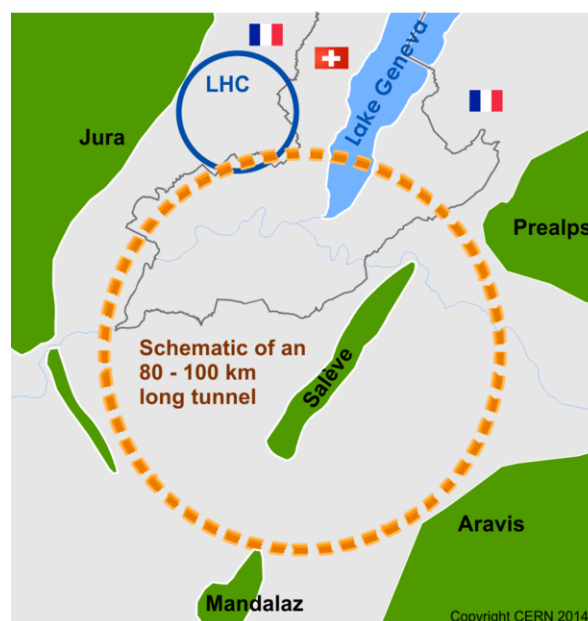 LHC
Lake Geneva
Jura
Prealps
Schematic of an
80 - 100 km
long tunnel
Salève
Aravis
Mandalaz
Copyright CERN 2014